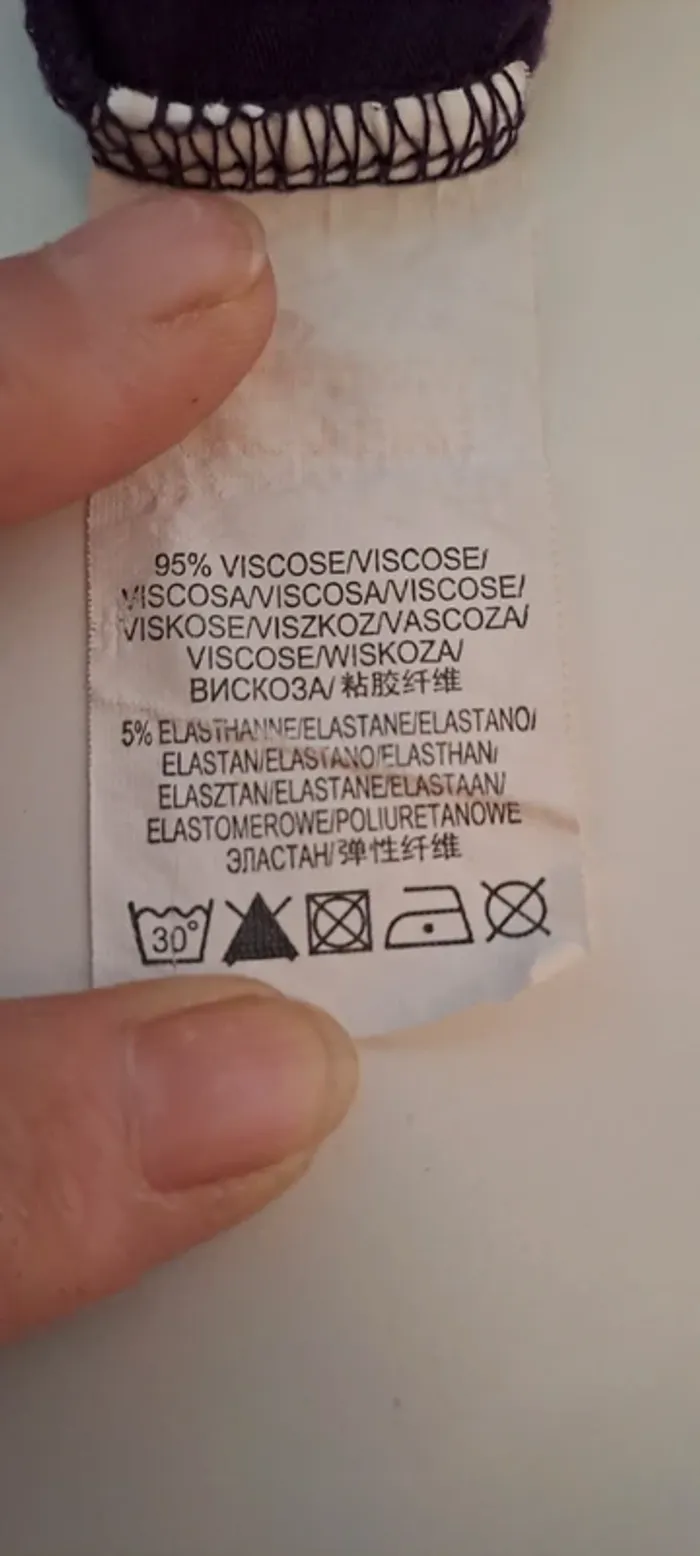 95% VISCOSE/VISCOSE/
VISCOSA/VISCOSA/VISCOSE/
VISKOSE/VISZKOZ/VASCOZA/
VISCOSE/WISKOZA/
ВИСКОЗА/ 粘胶纤维
5% ELASTHANNE/ELASTANE/ELASTANO/
ELASTAN/ELASTANO/ELASTHAN/
ELASZTAN/ELASTANE/ELASTAAN/
ELASTOMEROWE/POLIURETANOWE
ЭЛАСТАН/ 弹性纤维
30°